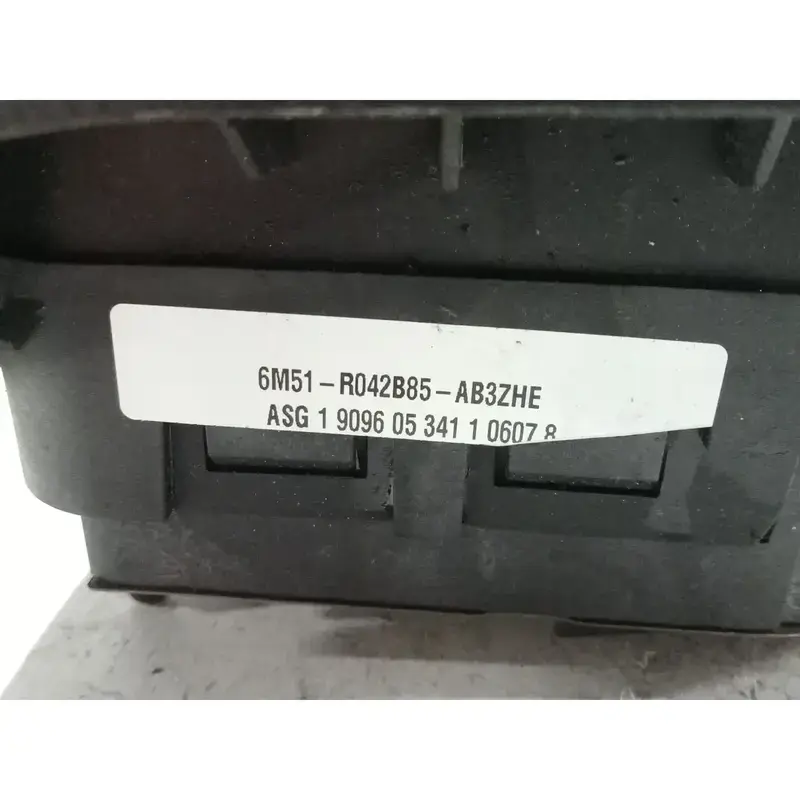 6M51-R042B85-AB3ZHE
ASG 1 9096 05 341 1 0607 8